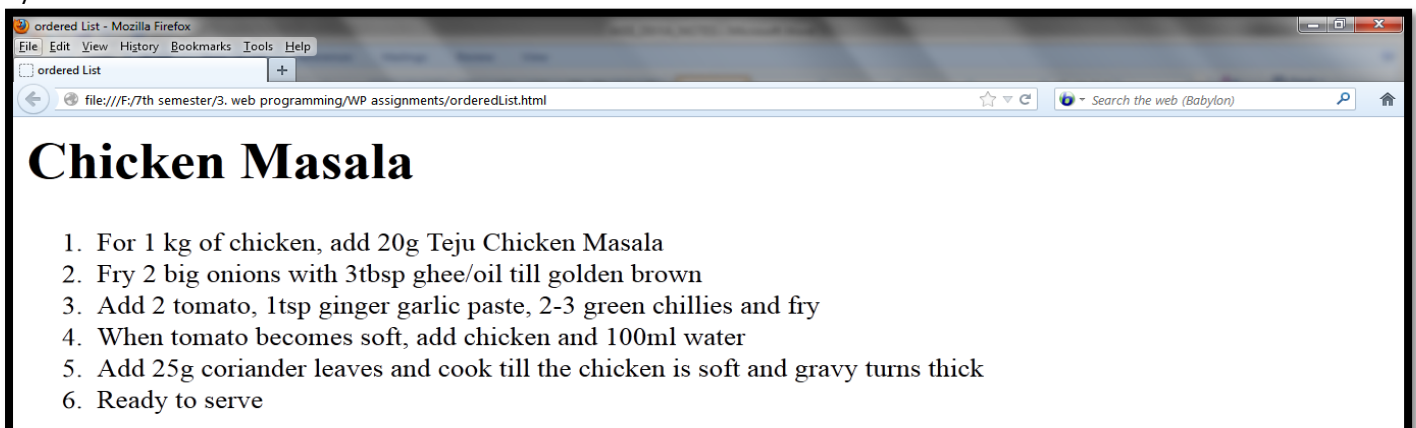 ordered List - Mozilla Firefox
File Edit View History Bookmarks Tools Help
ordered List +
file:///F:/7th semester/3. web programming/WP assignments/orderedList.html Search the web (Babylon)
Chicken Masala
1. For 1 kg of chicken, add 20g Teju Chicken Masala
2. Fry 2 big onions with 3tbsp ghee/oil till golden brown
3. Add 2 tomato, 1tsp ginger garlic paste, 2-3 green chillies and fry
4. When tomato becomes soft, add chicken and 100ml water
5. Add 25g coriander leaves and cook till the chicken is soft and gravy turns thick
6. Ready to serve